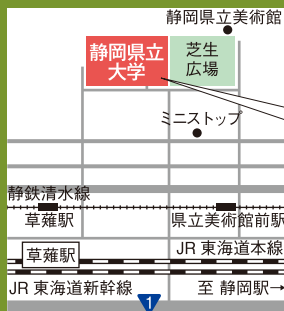 静岡県立美術館
静岡県立
大学
芝生
広場
ミニストップ
静鉄清水線
草薙駅
県立美術館前駅
草薙駅
JR 東海道本線
JR 東海道新幹線
至 静岡駅→
1